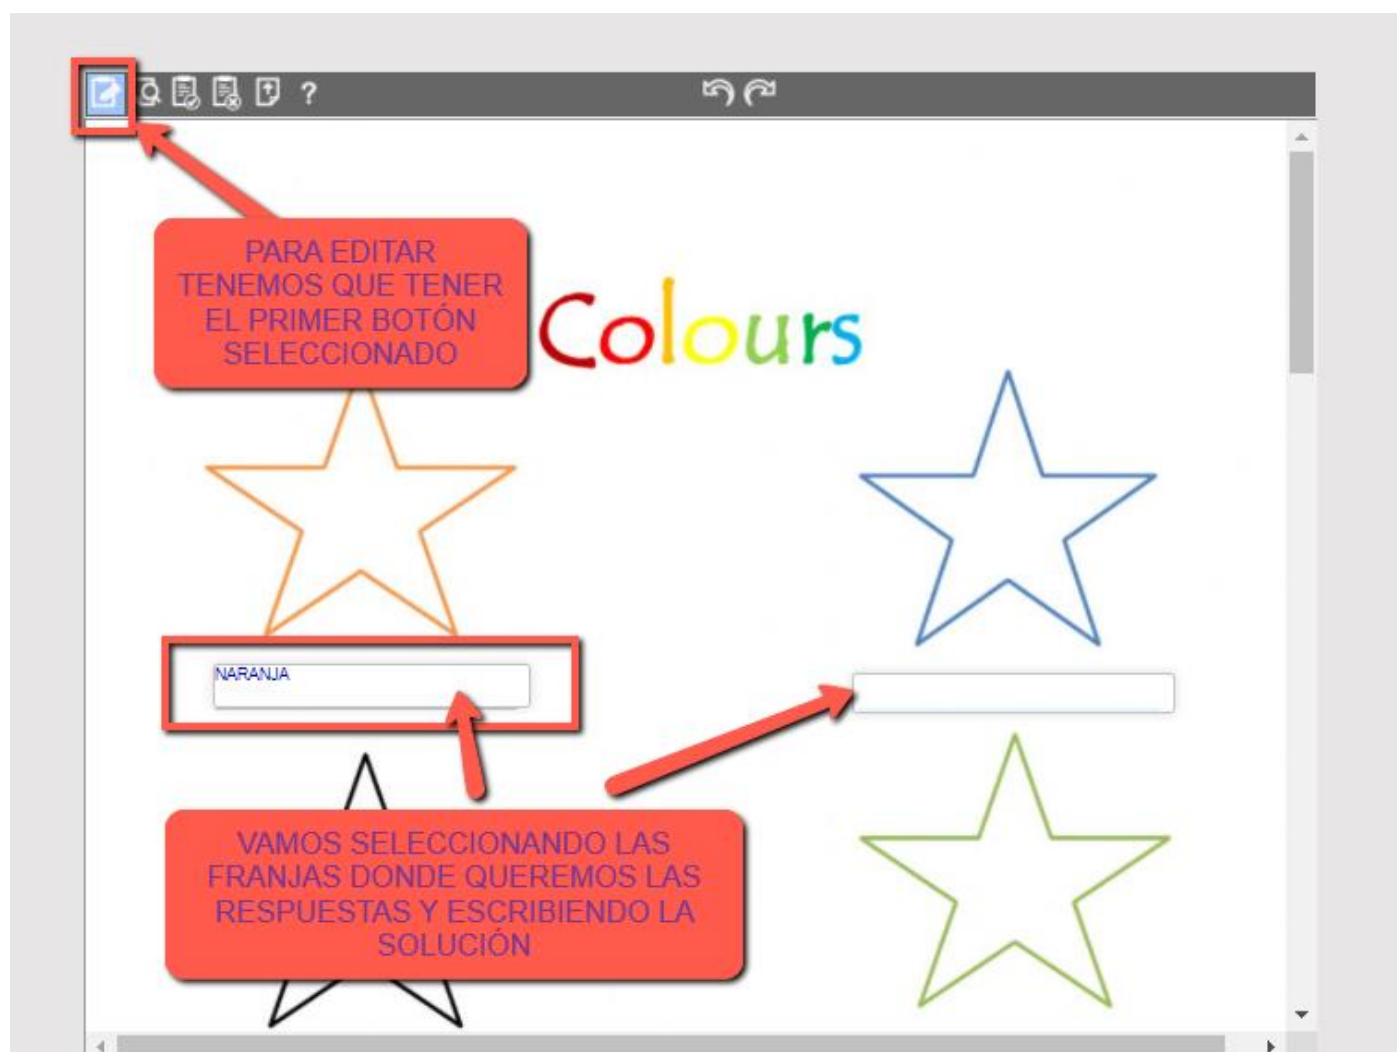 ?
PARA EDITAR
TENEMOS QUE TENER
EL PRIMER BOTÓN
SELECCIONADO
Colours
NARANJA
VAMOS SELECCIONANDO LAS
FRANJAS DONDE QUEREMOS LAS
RESPUESTAS Y ESCRIBIENDO LA
SOLUCIÓN